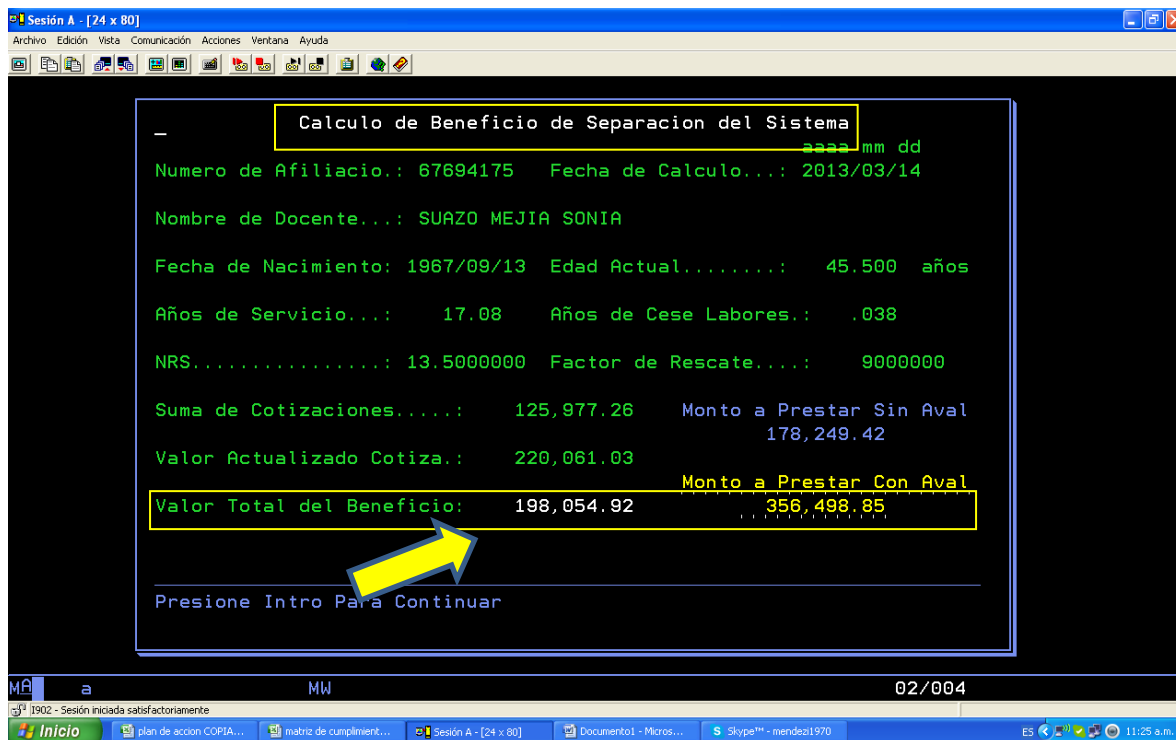 Sesión A - [24 x 80]
Archivo Edición Vista Comunicación Acciones Ventana Ayuda
Calculo de Beneficio de Separacion del Sistema
aaaa mm dd
Numero de Afiliacio.: 67694175 Fecha de Calculo...: 2013/03/14
Nombre de Docente...: SUAZO MEJIA SONIA
Fecha de Nacimiento: 1967/09/13 Edad Actual........: 45.500 años
Años de Servicio...: 17.08 Años de Cese Labores.: .038
NRS................: 13.5000000 Factor de Rescate....: 9000000
Suma de Cotizaciones.....: 125,977.26 Monto a Prestar Sin Aval
178,249.42
Valor Actualizado Cotiza.: 220,061.03
Monto a Prestar Con Aval
Valor Total del Beneficio: 198,054.92 356,498.85
Presione Intro Para Continuar
MA a MW 02/004
I902 - Sesión iniciada satisfactoriamente
Inicio plan de accion COPIA... matriz de cumplimient... Sesión A - [24 x 80] Documento1 - Micros... Skype™ - mendezi1970 ES 11:25 a.m.